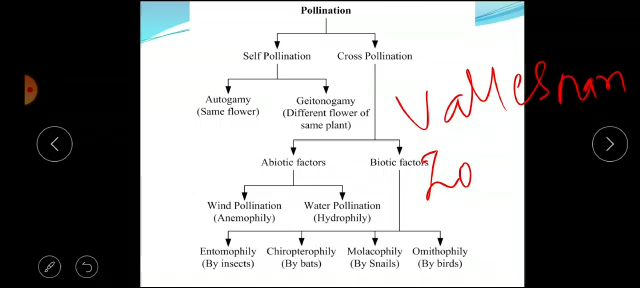 Pollination
Self Pollination
Cross Pollination
Autogamy
(Same flower)
Geitonogamy
(Different flower of
same plant)
Abiotic factors
Biotic factors
Wind Pollination
(Anemophily)
Water Pollination
(Hydrophily)
Entomophily
(By insects)
Chiropterophily
(By bats)
Molacophily
(By Snails)
Ornithophily
(By birds)
Zo